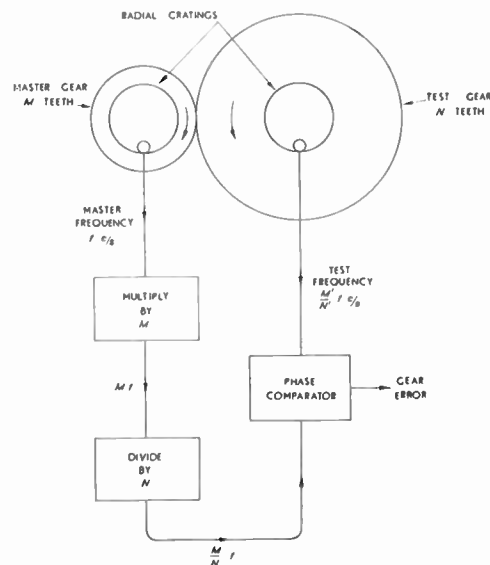 RADIAL GRATINGS
MASTER GEAR
M TEETH
TEST GEAR
N TEETH
MASTER
FREQUENCY
f c/s
TEST
FREQUENCY
M'/N' f c/s
MULTIPLY
BY
M
PHASE
COMPARATOR
GEAR
ERROR
M f
DIVIDE
BY
N
M/N f